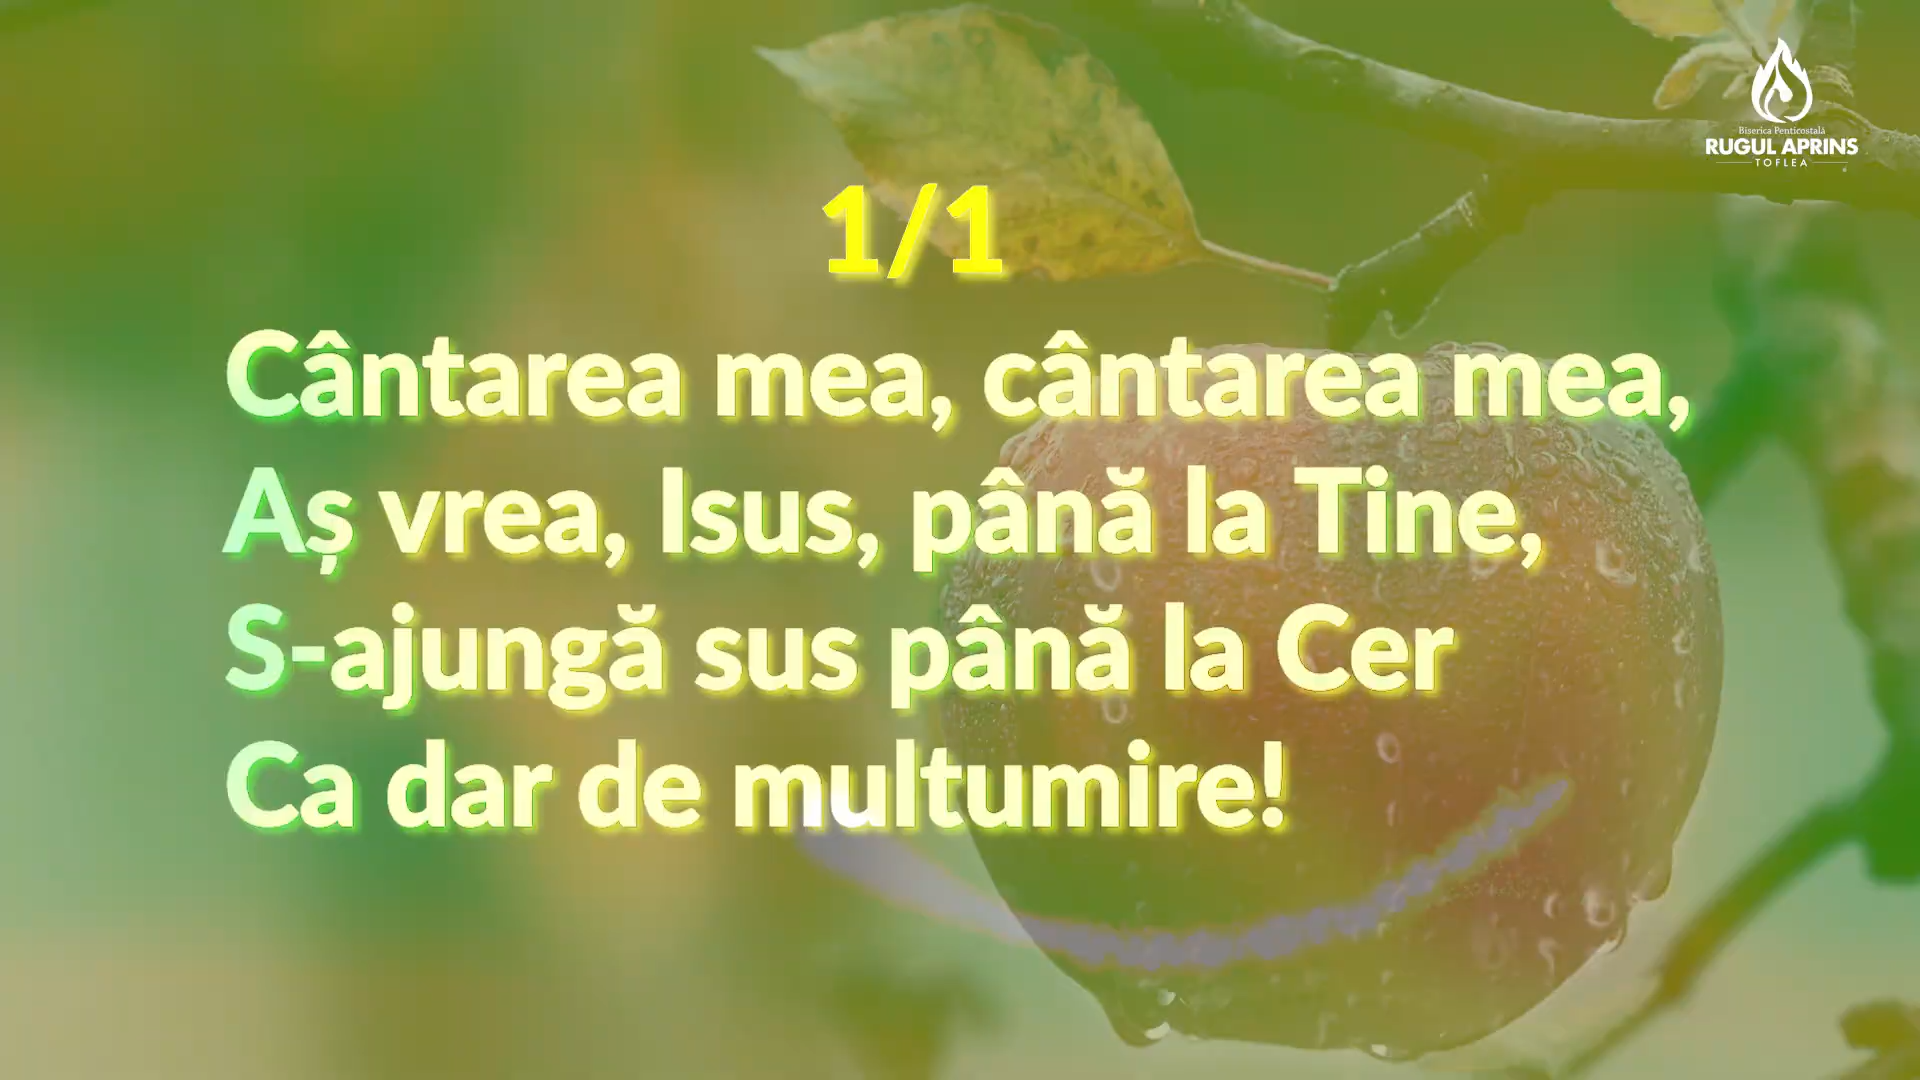 Biserica Penticostală
RUGUL APRINS
TOFLEA
1/1
Cântarea mea, cântarea mea,
Aș vrea, Isus, până la Tine,
S-ajungă sus până la Cer
Ca dar de multumire!